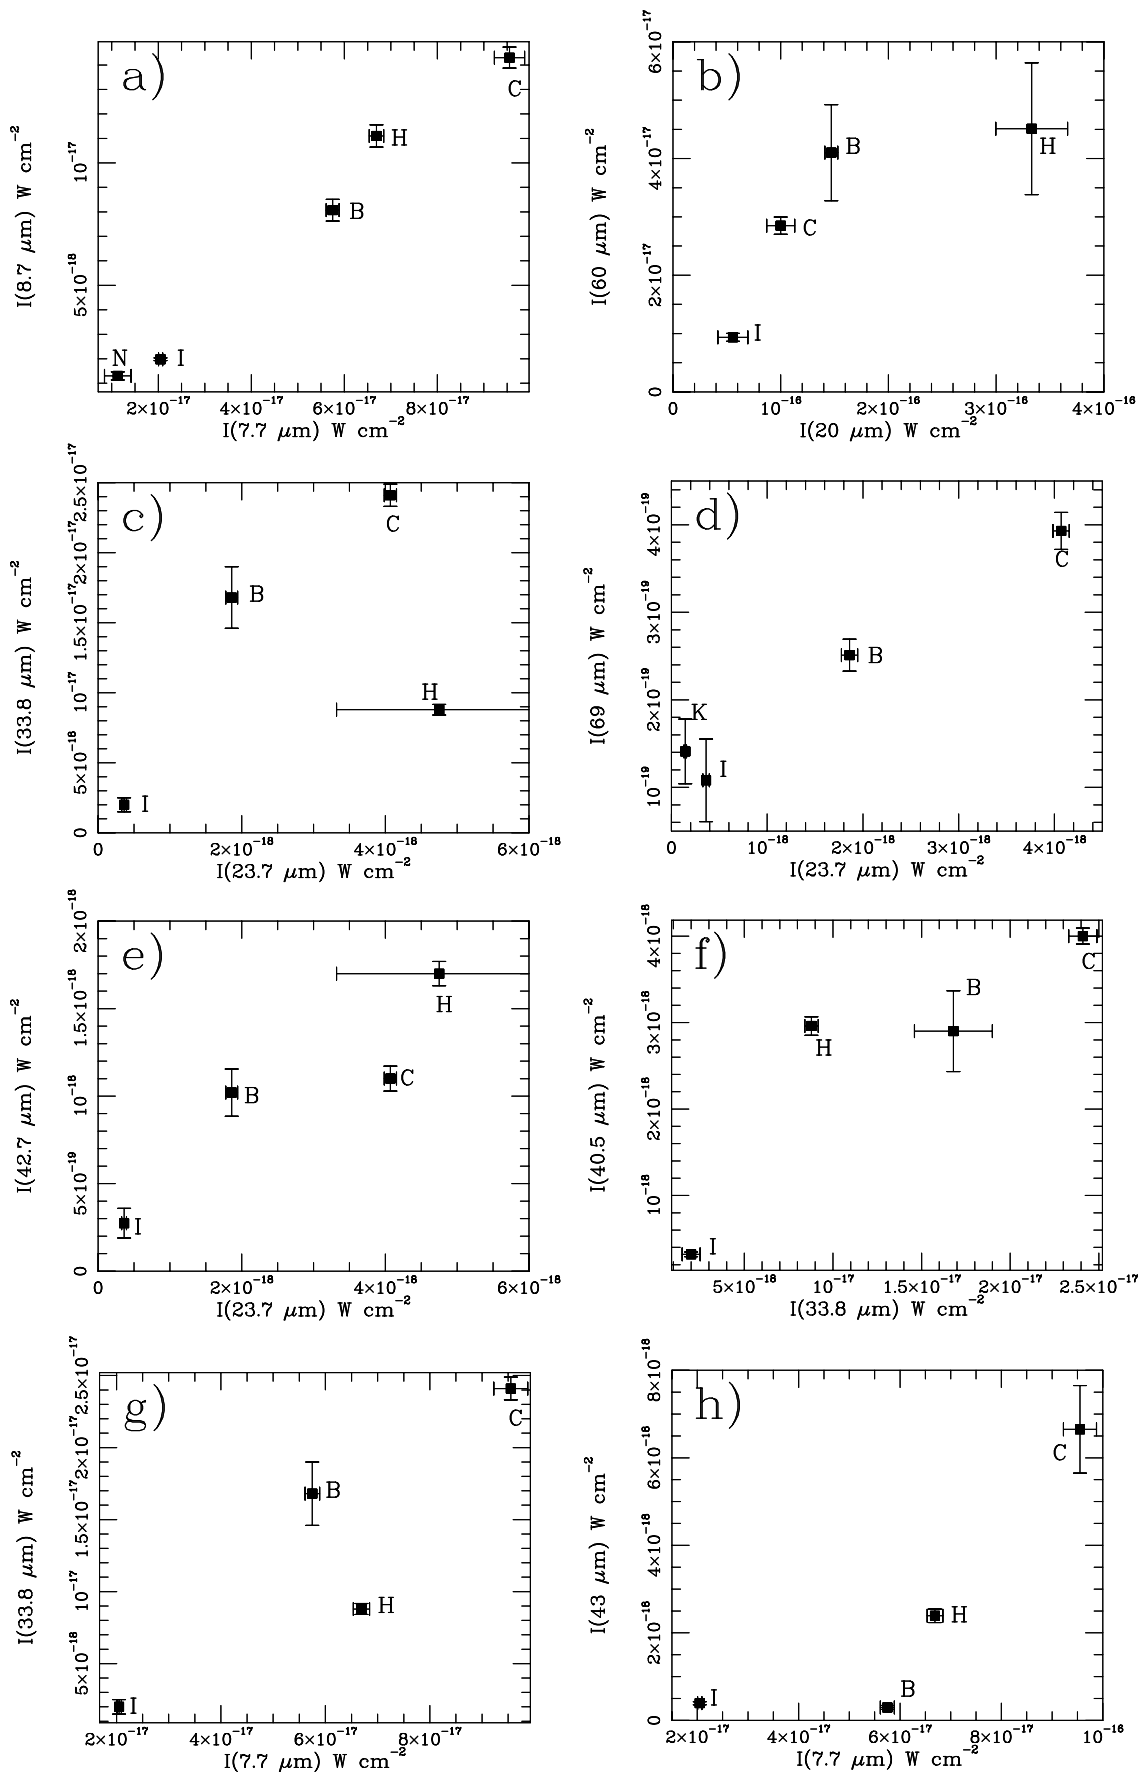 a)
C
H
B
N
I
5×10⁻¹⁸
10⁻¹⁷
I(8.7 μm) W cm⁻²
2×10⁻¹⁷ 4×10⁻¹⁷ 6×10⁻¹⁷ 8×10⁻¹⁷
I(7.7 μm) W cm⁻²
b)
B
H
C
I
0
2×10⁻¹⁷
4×10⁻¹⁷
6×10⁻¹⁷
I(60 μm) W cm⁻²
0 10⁻¹⁶ 2×10⁻¹⁶ 3×10⁻¹⁶ 4×10⁻¹⁶
I(20 μm) W cm⁻²
c)
C
B
H
I
0
5×10⁻¹⁸
10⁻¹⁷
1.5×10⁻¹⁷
2×10⁻¹⁷
2.5×10⁻¹⁷
I(33.8 μm) W cm⁻²
0 2×10⁻¹⁸ 4×10⁻¹⁸ 6×10⁻¹⁸
I(23.7 μm) W cm⁻²
d)
C
B
K
I
10⁻¹⁹
2×10⁻¹⁹
3×10⁻¹⁹
4×10⁻¹⁹
I(69 μm) W cm⁻²
10⁻¹⁸ 2×10⁻¹⁸ 3×10⁻¹⁸ 4×10⁻¹⁸
I(23.7 μm) W cm⁻²
e)
H
C
B
I
0
5×10⁻¹⁹
10⁻¹⁸
1.5×10⁻¹⁸
2×10⁻¹⁸
I(42.7 μm) W cm⁻²
0 2×10⁻¹⁸ 4×10⁻¹⁸ 6×10⁻¹⁸
I(23.7 μm) W cm⁻²
f)
C
B
H
I
10⁻¹⁸
2×10⁻¹⁸
3×10⁻¹⁸
4×10⁻¹⁸
I(40.5 μm) W cm⁻²
5×10⁻¹⁸ 10⁻¹⁷ 1.5×10⁻¹⁷ 2×10⁻¹⁷ 2.5×10⁻¹⁷
I(33.8 μm) W cm⁻²
g)
C
B
H
I
5×10⁻¹⁸
10⁻¹⁷
1.5×10⁻¹⁷
2×10⁻¹⁷
2.5×10⁻¹⁷
I(33.8 μm) W cm⁻²
2×10⁻¹⁷ 4×10⁻¹⁷ 6×10⁻¹⁷ 8×10⁻¹⁷
I(7.7 μm) W cm⁻²
h)
C
H
B
I
0
2×10⁻¹⁸
4×10⁻¹⁸
6×10⁻¹⁸
8×10⁻¹⁸
I(43 μm) W cm⁻²
2×10⁻¹⁷ 4×10⁻¹⁷ 6×10⁻¹⁷ 8×10⁻¹⁷ 10⁻¹⁶
I(7.7 μm) W cm⁻²